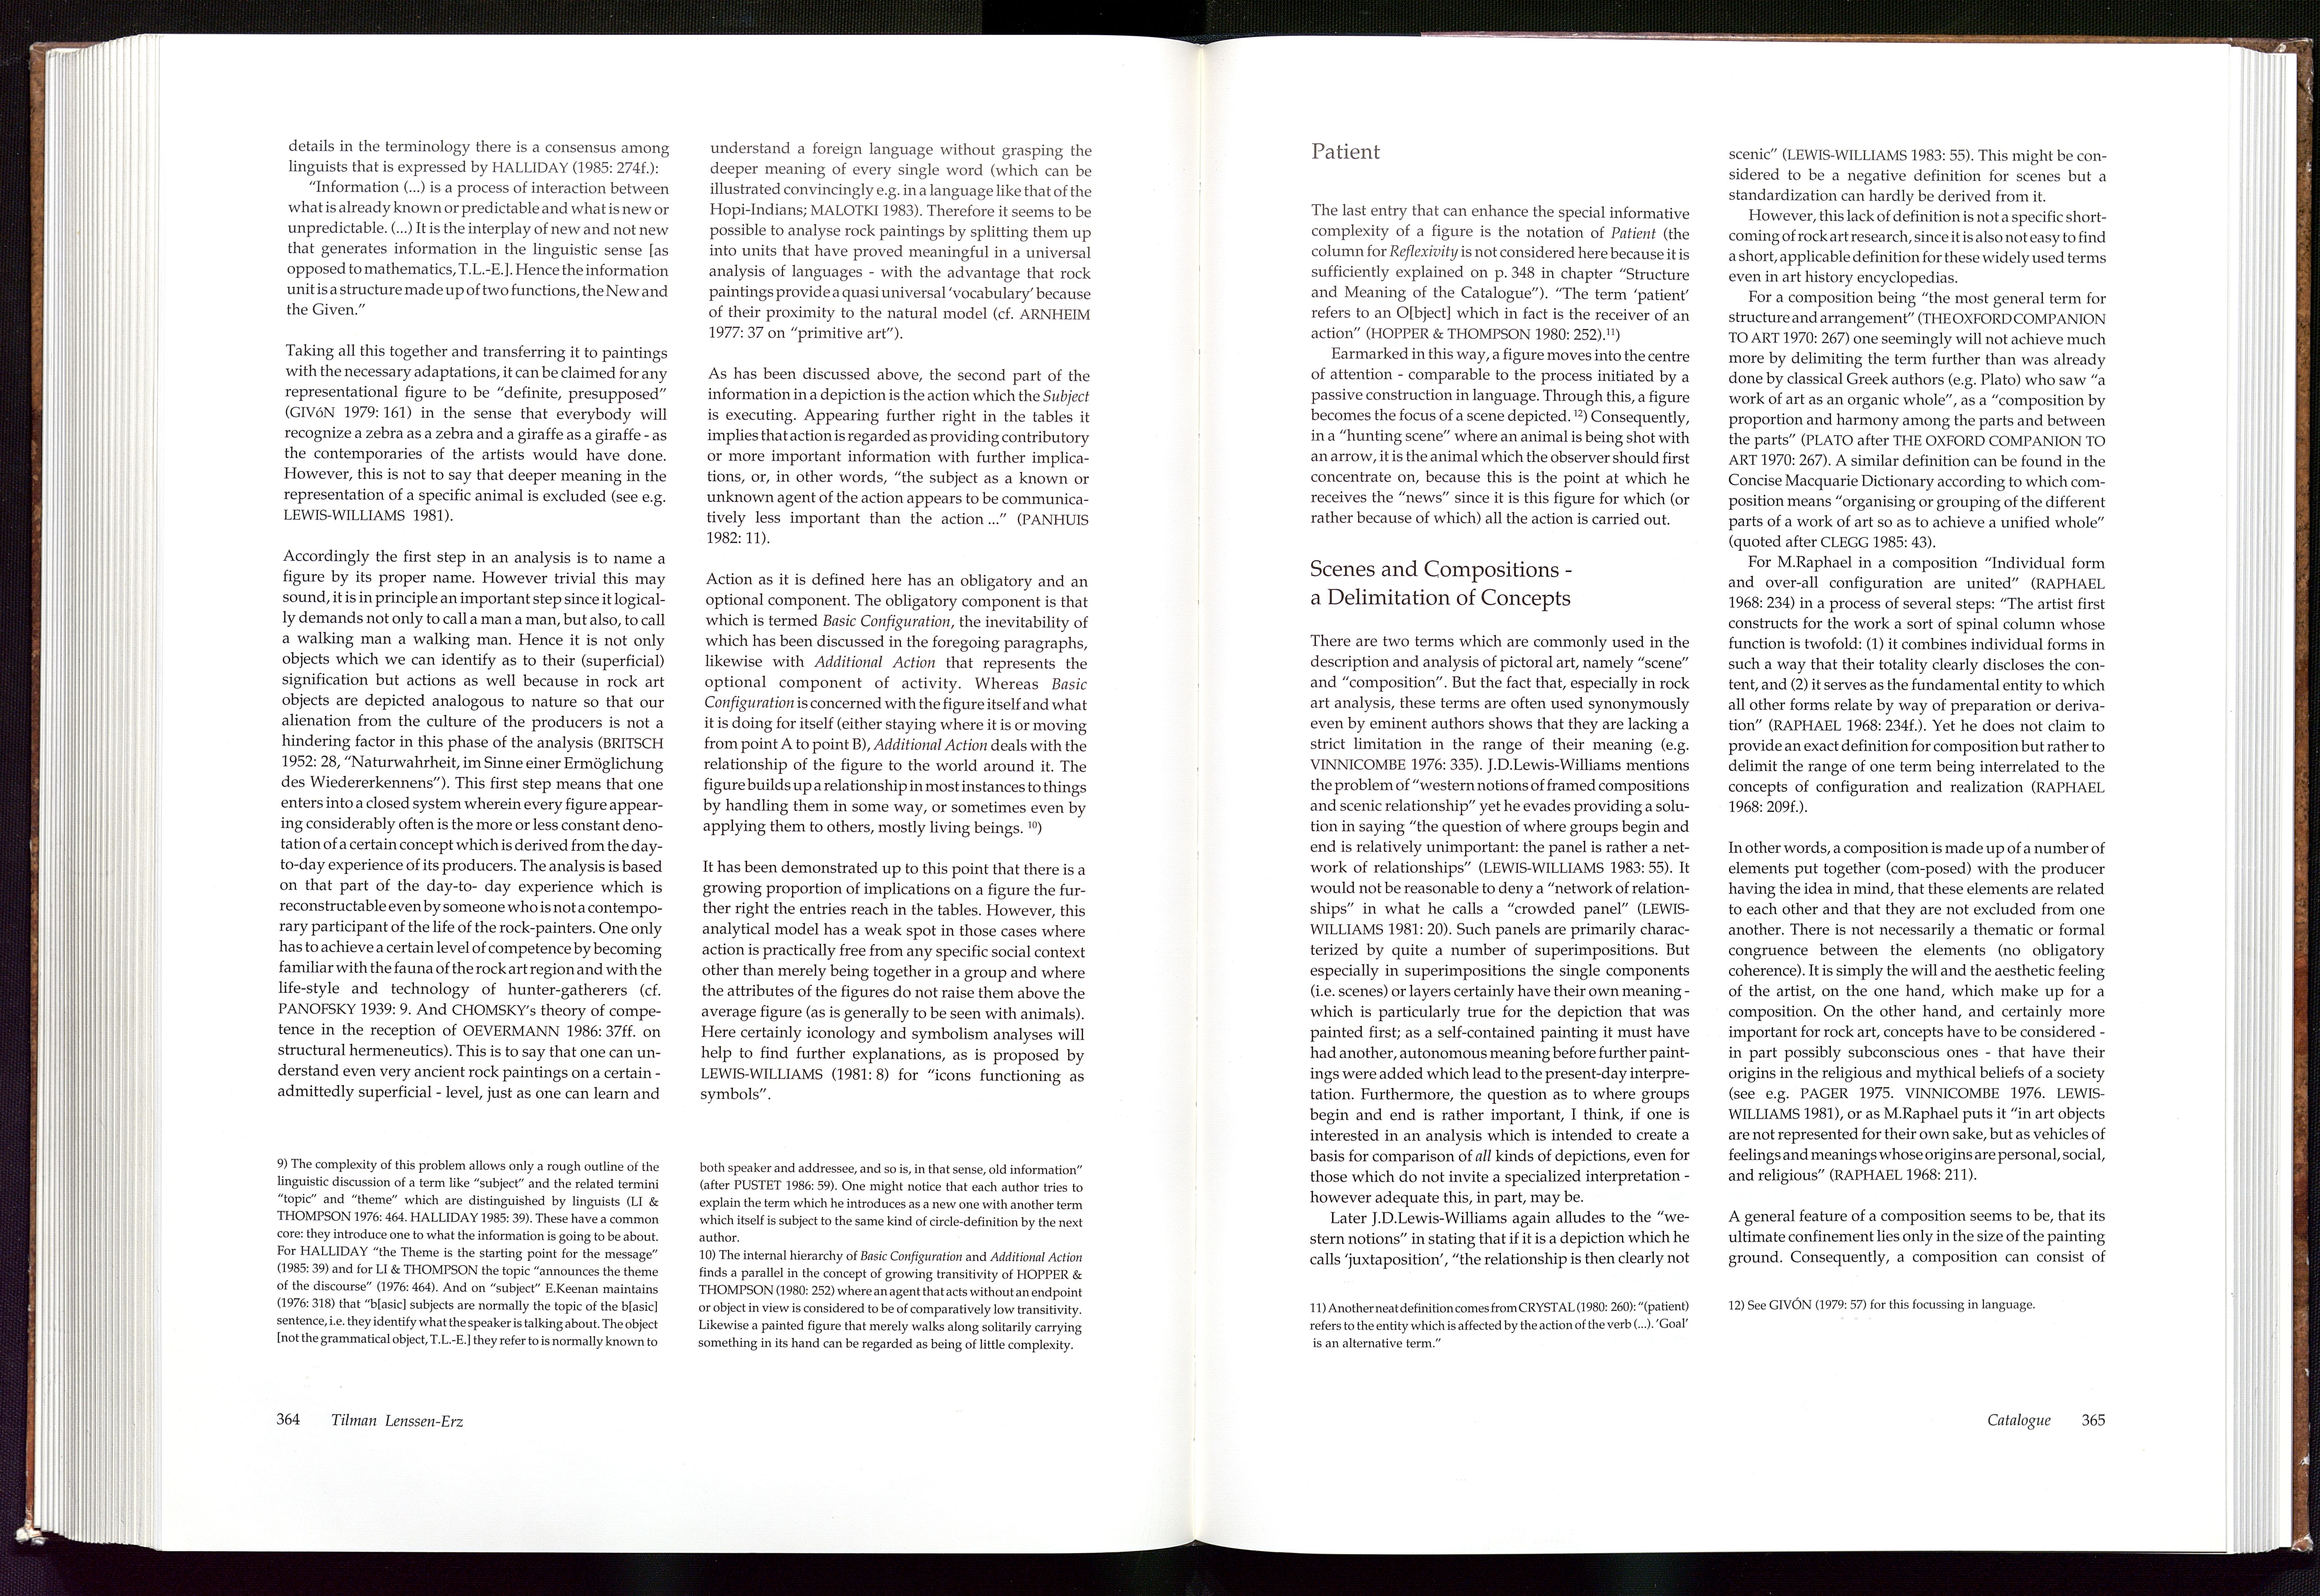 details in the terminology there is a consensus among
linguists that is expressed by HALLIDAY (1985: 274f.):
“Information (...) is a process of interaction between
what is already known or predictable and what is new or
unpredictable. (...) It is the interplay of new and not new
that generates information in the linguistic sense [as
opposed to mathematics, T.L.-E.]. Hence the information
unit is a structure made up of two functions, the New and
the Given.”
Taking all this together and transferring it to paintings
with the necessary adaptations, it can be claimed for any
representational figure to be “definite, presupposed”
(GIVóN 1979: 161) in the sense that everybody will
recognize a zebra as a zebra and a giraffe as a giraffe - as
the contemporaries of the artists would have done.
However, this is not to say that deeper meaning in the
representation of a specific animal is excluded (see e.g.
LEWIS-WILLIAMS 1981).
Accordingly the first step in an analysis is to name a
figure by its proper name. However trivial this may
sound, it is in principle an important step since it logical-
ly demands not only to call a man a man, but also, to call
a walking man a walking man. Hence it is not only
objects which we can identify as to their (superficial)
signification but actions as well because in rock art
objects are depicted analogous to nature so that our
alienation from the culture of the producers is not a
hindering factor in this phase of the analysis (BRITSCH
1952: 28, “Naturwahrheit, im Sinne einer Ermöglichung
des Wiedererkennens”). This first step means that one
enters into a closed system wherein every figure appear-
ing considerably often is the more or less constant deno-
tation of a certain concept which is derived from the day-
to-day experience of its producers. The analysis is based
on that part of the day-to- day experience which is
reconstructable even by someone who is not a contempo-
rary participant of the life of the rock-painters. One only
has to achieve a certain level of competence by becoming
familiar with the fauna of the rock art region and with the
life-style and technology of hunter-gatherers (cf.
PANOFSKY 1939: 9. And CHOMSKY’s theory of compe-
tence in the reception of OEVERMANN 1986: 37ff. on
structural hermeneutics). This is to say that one can un-
derstand even very ancient rock paintings on a certain -
admittedly superficial - level, just as one can learn and
9) The complexity of this problem allows only a rough outline of the
linguistic discussion of a term like “subject” and the related termini
“topic” and “theme” which are distinguished by linguists (LI &
THOMPSON 1976: 464. HALLIDAY 1985: 39). These have a common
core: they introduce one to what the information is going to be about.
For HALLIDAY “the Theme is the starting point for the message”
(1985: 39) and for LI & THOMPSON the topic “announces the theme
of the discourse” (1976: 464). And on “subject” E.Keenan maintains
(1976: 318) that “b[asic] subjects are normally the topic of the b[asic]
sentence, i.e. they identify what the speaker is talking about. The object
[not the grammatical object, T.L.-E.] they refer to is normally known to
understand a foreign language without grasping the
deeper meaning of every single word (which can be
illustrated convincingly e.g. in a language like that of the
Hopi-Indians; MALOTKI 1983). Therefore it seems to be
possible to analyse rock paintings by splitting them up
into units that have proved meaningful in a universal
analysis of languages - with the advantage that rock
paintings provide a quasi universal ‘vocabulary’ because
of their proximity to the natural model (cf. ARNHEIM
1977: 37 on “primitive art”).
As has been discussed above, the second part of the
information in a depiction is the action which the Subject
is executing. Appearing further right in the tables it
implies that action is regarded as providing contributory
or more important information with further implica-
tions, or, in other words, “the subject as a known or
unknown agent of the action appears to be communica-
tively less important than the action ...” (PANHUIS
1982: 11).
Action as it is defined here has an obligatory and an
optional component. The obligatory component is that
which is termed Basic Configuration, the inevitability of
which has been discussed in the foregoing paragraphs,
likewise with Additional Action that represents the
optional component of activity. Whereas Basic
Configuration is concerned with the figure itself and what
it is doing for itself (either staying where it is or moving
from point A to point B), Additional Action deals with the
relationship of the figure to the world around it. The
figure builds up a relationship in most instances to things
by handling them in some way, or sometimes even by
applying them to others, mostly living beings. 10)
It has been demonstrated up to this point that there is a
growing proportion of implications on a figure the fur-
ther right the entries reach in the tables. However, this
analytical model has a weak spot in those cases where
action is practically free from any specific social context
other than merely being together in a group and where
the attributes of the figures do not raise them above the
average figure (as is generally to be seen with animals).
Here certainly iconology and symbolism analyses will
help to find further explanations, as is proposed by
LEWIS-WILLIAMS (1981: 8) for “icons functioning as
symbols”.
both speaker and addressee, and so is, in that sense, old information”
(after PUSTET 1986: 59). One might notice that each author tries to
explain the term which he introduces as a new one with another term
which itself is subject to the same kind of circle-definition by the next
author.
10) The internal hierarchy of Basic Configuration and Additional Action
finds a parallel in the concept of growing transitivity of HOPPER &
THOMPSON (1980: 252) where an agent that acts without an endpoint
or object in view is considered to be of comparatively low transitivity.
Likewise a painted figure that merely walks along solitarily carrying
something in its hand can be regarded as being of little complexity.
364 Tilman Lenssen-Erz
Patient
The last entry that can enhance the special informative
complexity of a figure is the notation of Patient (the
column for Reflexivity is not considered here because it is
sufficiently explained on p. 348 in chapter “Structure
and Meaning of the Catalogue”). “The term ‘patient’
refers to an O[bject] which in fact is the receiver of an
action” (HOPPER & THOMPSON 1980: 252).11)
Earmarked in this way, a figure moves into the centre
of attention - comparable to the process initiated by a
passive construction in language. Through this, a figure
becomes the focus of a scene depicted. 12) Consequently,
in a “hunting scene” where an animal is being shot with
an arrow, it is the animal which the observer should first
concentrate on, because this is the point at which he
receives the “news” since it is this figure for which (or
rather because of which) all the action is carried out.
Scenes and Compositions -
a Delimitation of Concepts
There are two terms which are commonly used in the
description and analysis of pictoral art, namely “scene”
and “composition”. But the fact that, especially in rock
art analysis, these terms are often used synonymously
even by eminent authors shows that they are lacking a
strict limitation in the range of their meaning (e.g.
VINNICOMBE 1976: 335). J.D.Lewis-Williams mentions
the problem of “western notions of framed compositions
and scenic relationship” yet he evades providing a solu-
tion in saying “the question of where groups begin and
end is relatively unimportant: the panel is rather a net-
work of relationships” (LEWIS-WILLIAMS 1983: 55). It
would not be reasonable to deny a “network of relation-
ships” in what he calls a “crowded panel” (LEWIS-
WILLIAMS 1981: 20). Such panels are primarily charac-
terized by quite a number of superimpositions. But
especially in superimpositions the single components
(i.e. scenes) or layers certainly have their own meaning -
which is particularly true for the depiction that was
painted first; as a self-contained painting it must have
had another, autonomous meaning before further paint-
ings were added which lead to the present-day interpre-
tation. Furthermore, the question as to where groups
begin and end is rather important, I think, if one is
interested in an analysis which is intended to create a
basis for comparison of all kinds of depictions, even for
those which do not invite a specialized interpretation -
however adequate this, in part, may be.
Later J.D.Lewis-Williams again alludes to the “we-
stern notions” in stating that if it is a depiction which he
calls ‘juxtaposition’, “the relationship is then clearly not
11) Another neat definition comes from CRYSTAL (1980: 260): “(patient)
refers to the entity which is affected by the action of the verb (...). ‘Goal’
is an alternative term.”
scenic” (LEWIS-WILLIAMS 1983: 55). This might be con-
sidered to be a negative definition for scenes but a
standardization can hardly be derived from it.
However, this lack of definition is not a specific short-
coming of rock art research, since it is also not easy to find
a short, applicable definition for these widely used terms
even in art history encyclopedias.
For a composition being “the most general term for
structure and arrangement” (THE OXFORD COMPANION
TO ART 1970: 267) one seemingly will not achieve much
more by delimiting the term further than was already
done by classical Greek authors (e.g. Plato) who saw “a
work of art as an organic whole”, as a “composition by
proportion and harmony among the parts and between
the parts” (PLATO after THE OXFORD COMPANION TO
ART 1970: 267). A similar definition can be found in the
Concise Macquarie Dictionary according to which com-
position means “organising or grouping of the different
parts of a work of art so as to achieve a unified whole”
(quoted after CLEGG 1985: 43).
For M.Raphael in a composition “Individual form
and over-all configuration are united” (RAPHAEL
1968: 234) in a process of several steps: “The artist first
constructs for the work a sort of spinal column whose
function is twofold: (1) it combines individual forms in
such a way that their totality clearly discloses the con-
tent, and (2) it serves as the fundamental entity to which
all other forms relate by way of preparation or deriva-
tion” (RAPHAEL 1968: 234f.). Yet he does not claim to
provide an exact definition for composition but rather to
delimit the range of one term being interrelated to the
concepts of configuration and realization (RAPHAEL
1968: 209f.).
In other words, a composition is made up of a number of
elements put together (com-posed) with the producer
having the idea in mind, that these elements are related
to each other and that they are not excluded from one
another. There is not necessarily a thematic or formal
congruence between the elements (no obligatory
coherence). It is simply the will and the aesthetic feeling
of the artist, on the one hand, which make up for a
composition. On the other hand, and certainly more
important for rock art, concepts have to be considered -
in part possibly subconscious ones - that have their
origins in the religious and mythical beliefs of a society
(see e.g. PAGER 1975. VINNICOMBE 1976. LEWIS-
WILLIAMS 1981), or as M.Raphael puts it “in art objects
are not represented for their own sake, but as vehicles of
feelings and meanings whose origins are personal, social,
and religious” (RAPHAEL 1968: 211).
A general feature of a composition seems to be, that its
ultimate confinement lies only in the size of the painting
ground. Consequently, a composition can consist of
12) See GIVÓN (1979: 57) for this focussing in language.
Catalogue 365